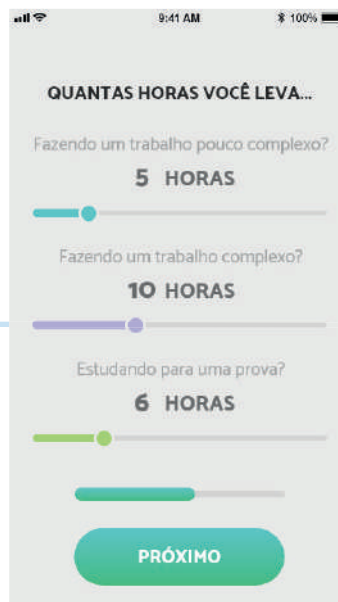 9:41 AM
100%
QUANTAS HORAS VOCÊ LEVA...
Fazendo um trabalho pouco complexo?
5 HORAS
Fazendo um trabalho complexo?
10 HORAS
Estudando para uma prova?
6 HORAS
PRÓXIMO